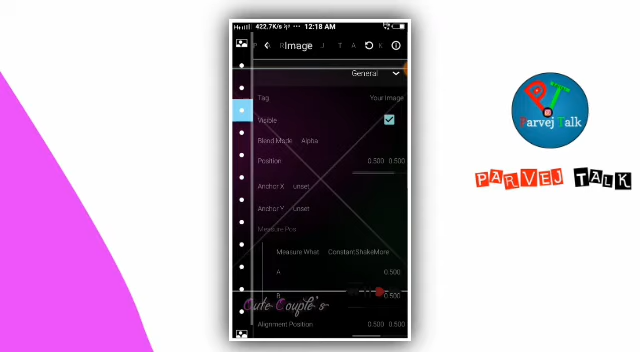 422.7K/s ··· 12:18 AM
Image
General
Tag Your image
Visible
Blend Mode Alpha
Position 0.500 0.500
Anchor X unset
Anchor Y unset
Measure Pco
Measure What ConstantShakeMore
A 0.500
B 0.500
Cute Couple's
Alignment Position 0.500 0.500
PT
Parvej Talk
PARVEJ TALK